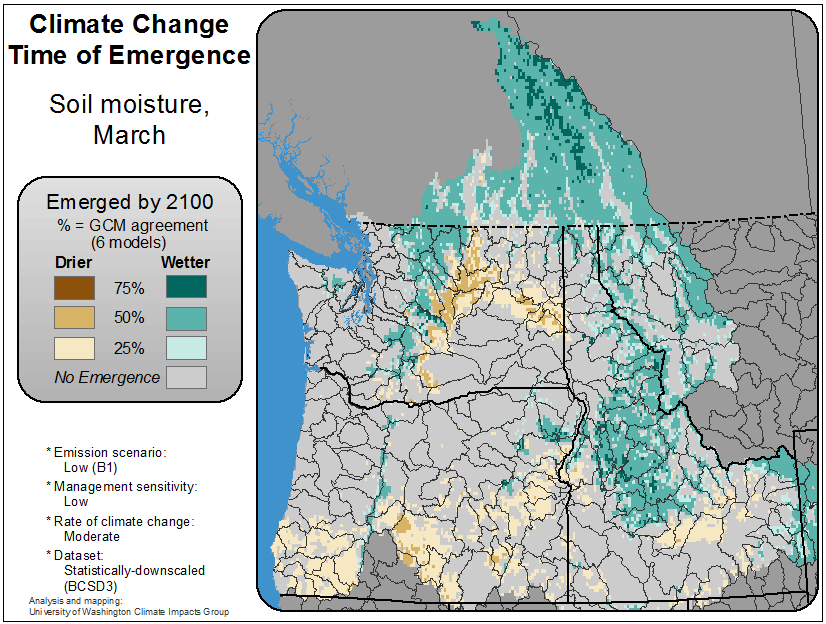 Climate Change
Time of Emergence
Soil moisture,
March
Emerged by 2100
% = GCM agreement
(6 models)
Drier Wetter
75%
50%
25%
No Emergence
* Emission scenario:
Low (B1)
* Management sensitivity:
Low
* Rate of climate change:
Moderate
* Dataset:
Statistically-downscaled
(BCSD3)
Analysis and mapping:
University of Washington Climate Impacts Group